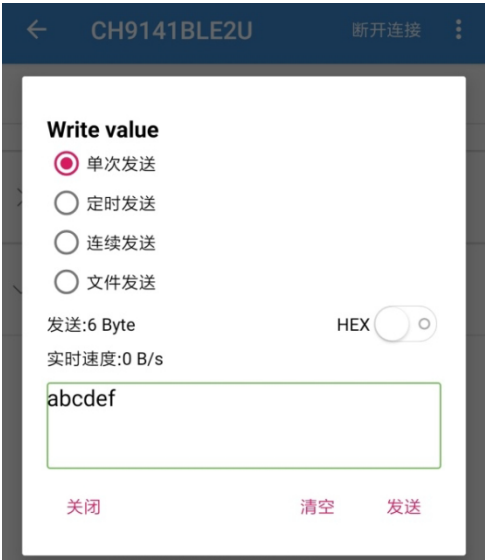 CH9141BLE2U 断开连接
Write value
单次发送
定时发送
连续发送
文件发送
发送:6 Byte HEX
实时速度:0 B/s
abcdef
关闭 清空 发送